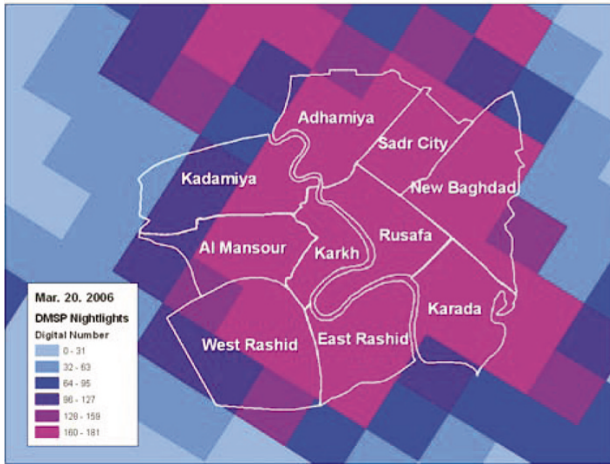 Adhamiya
Sadr City
Kadamiya
New Baghdad
Rusafa
Al Mansour
Karkh
Karada
West Rashid
East Rashid
Mar. 20. 2006
DMSP Nightlights
Digital Number
0 - 31
32 - 63
64 - 95
96 - 127
128 - 159
160 - 181